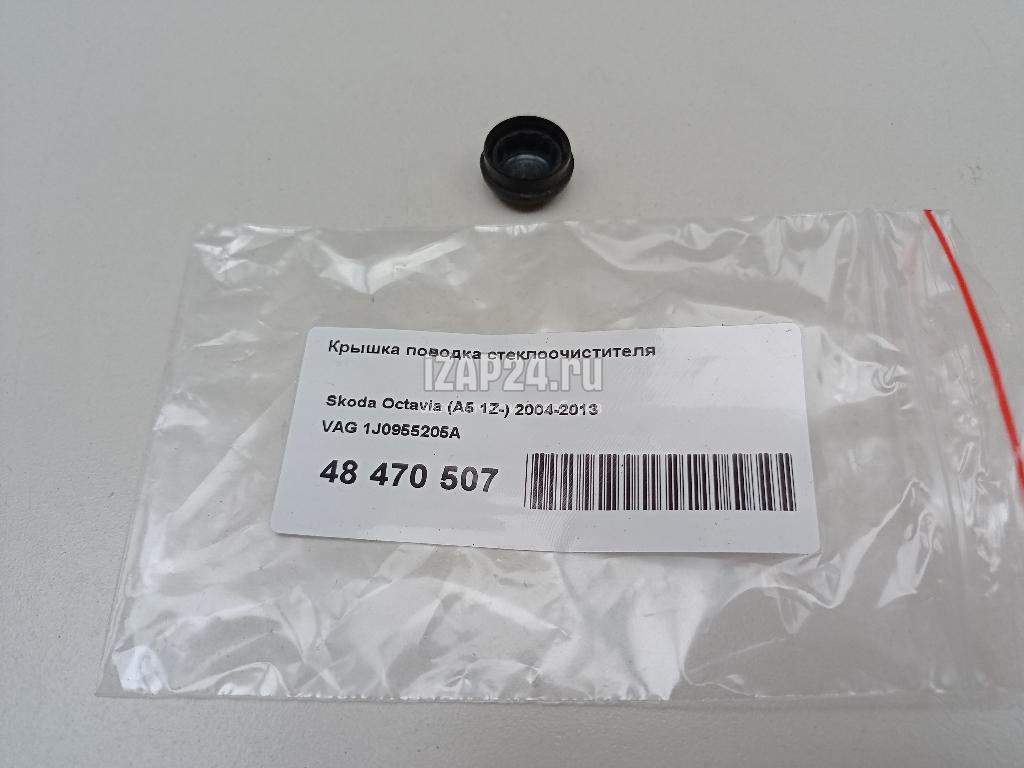 Крышка поводка стеклоочистителя
IZAP24.ru
Skoda Octavia (A5 1Z-) 2004-2013
VAG 1J0955205A
48 470 507